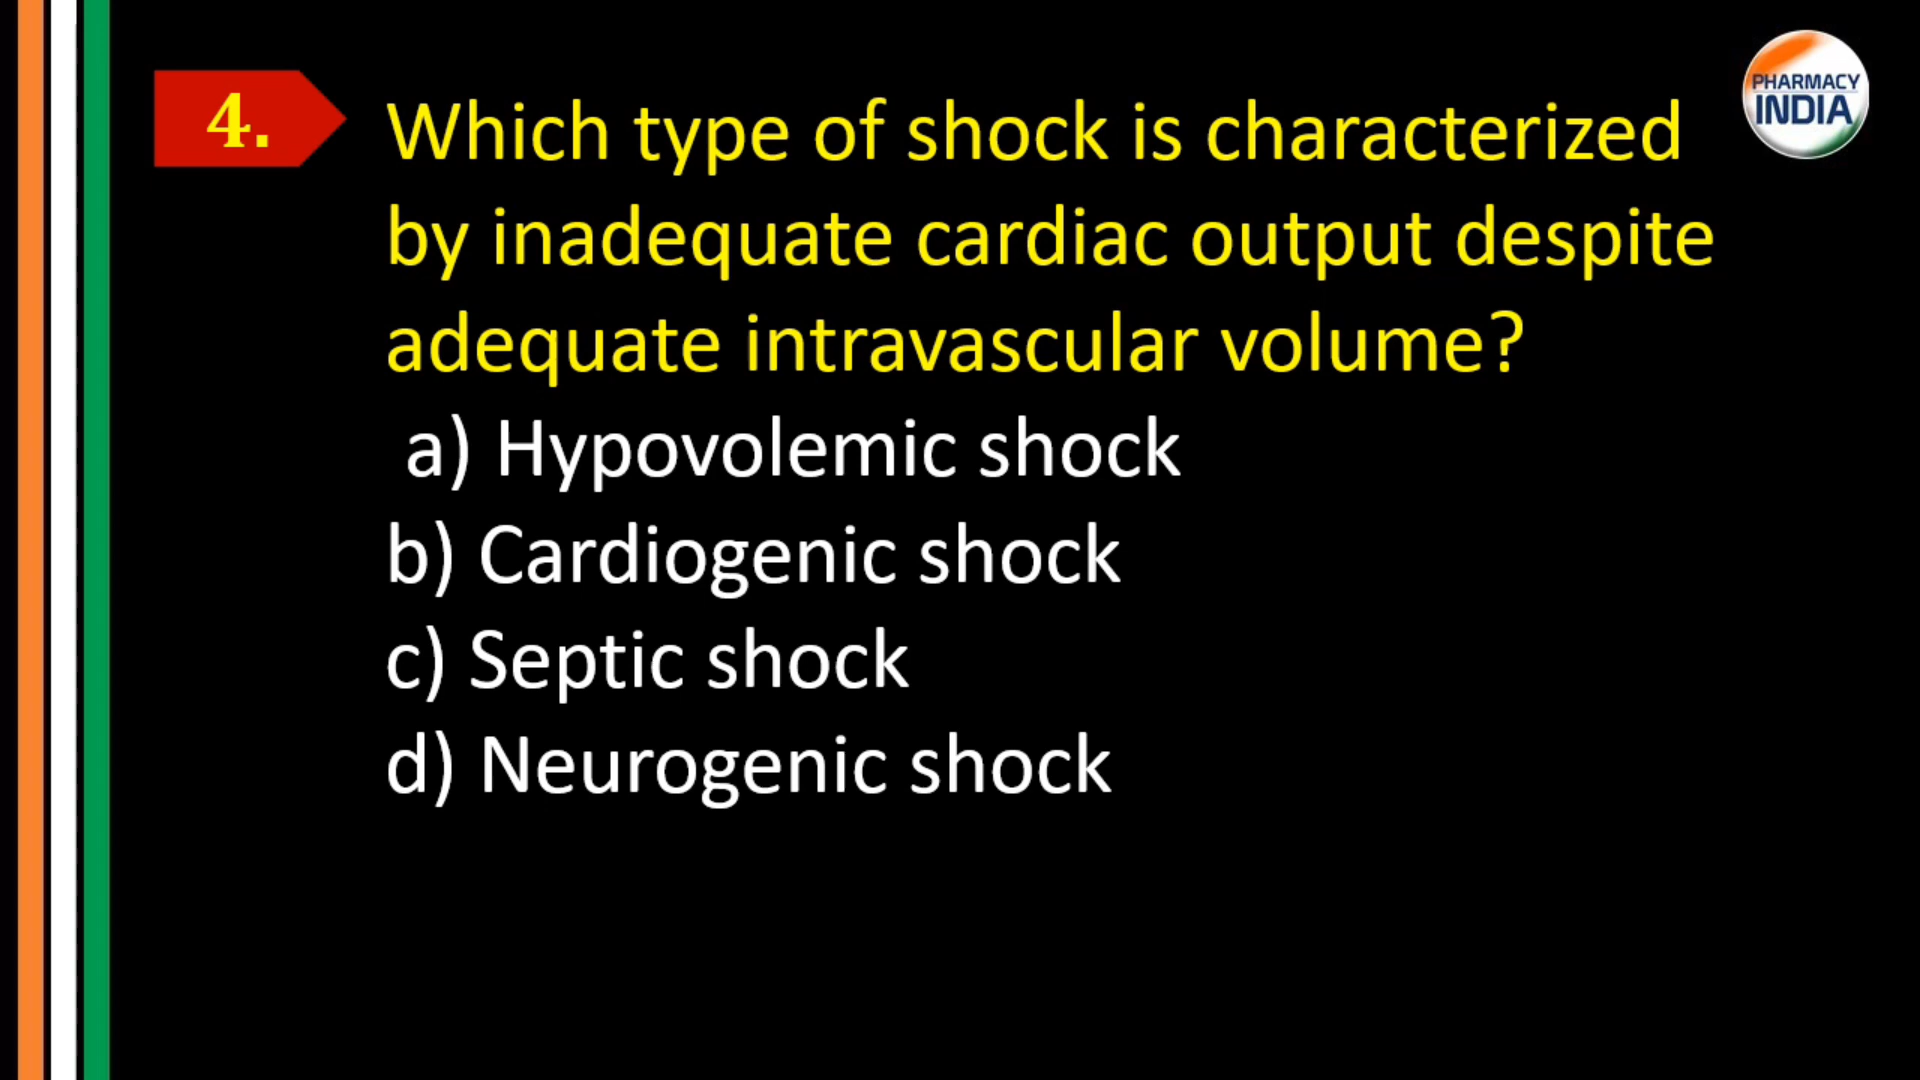 4.
Which type of shock is characterized
by inadequate cardiac output despite
adequate intravascular volume?
a) Hypovolemic shock
b) Cardiogenic shock
c) Septic shock
d) Neurogenic shock
PHARMACY
INDIA